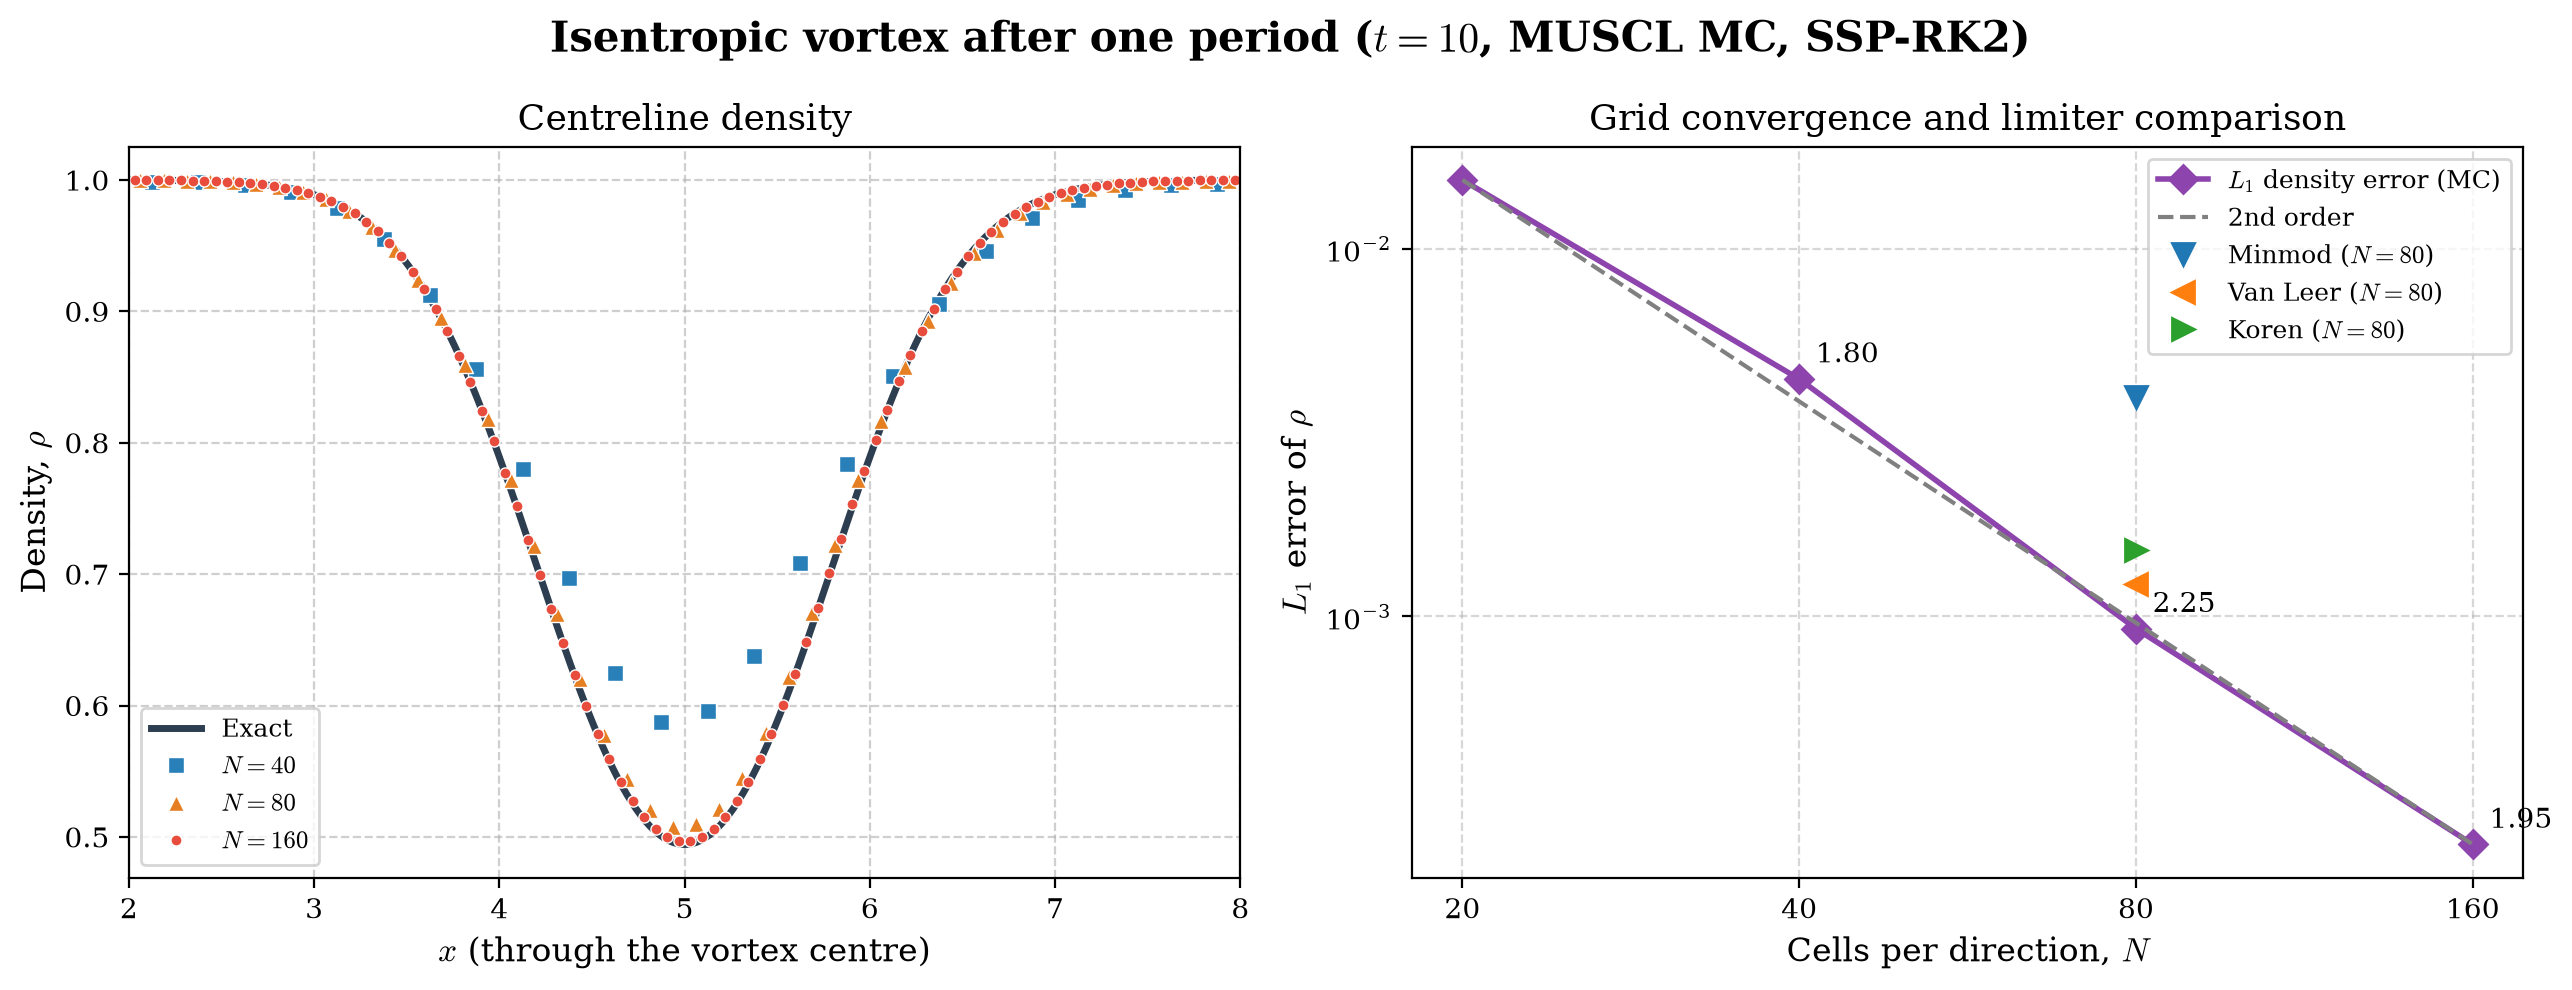 Isentropic vortex after one period (t = 10, MUSCL MC, SSP-RK2)
Centreline density
1.0
0.9
0.8
0.7
0.6
0.5
Density, ρ
Exact
N = 40
N = 80
N = 160
2 3 4 5 6 7 8
x (through the vortex centre)
Grid convergence and limiter comparison
10⁻²
10⁻³
L₁ error of ρ
L₁ density error (MC)
2nd order
Minmod (N = 80)
Van Leer (N = 80)
Koren (N = 80)
1.80
2.25
1.95
20 40 80 160
Cells per direction, N